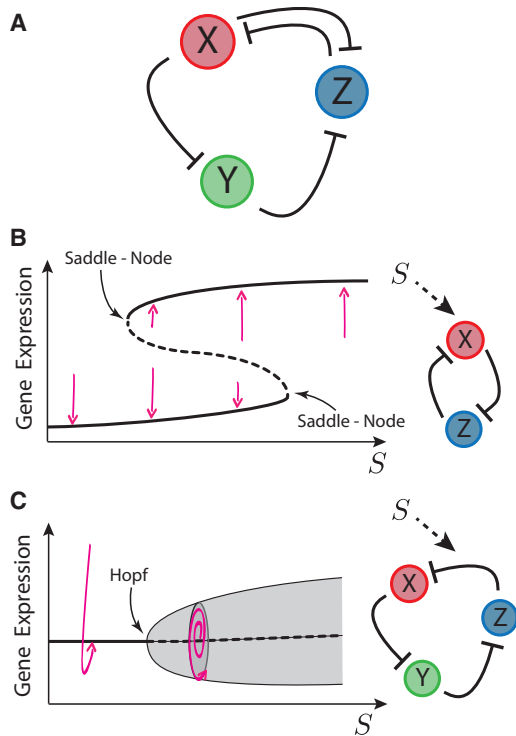 A
X
Z
Y
B
Saddle - Node
Gene Expression
Saddle - Node
S
S
X
Z
C
Hopf
Gene Expression
S
S
X
Z
Y